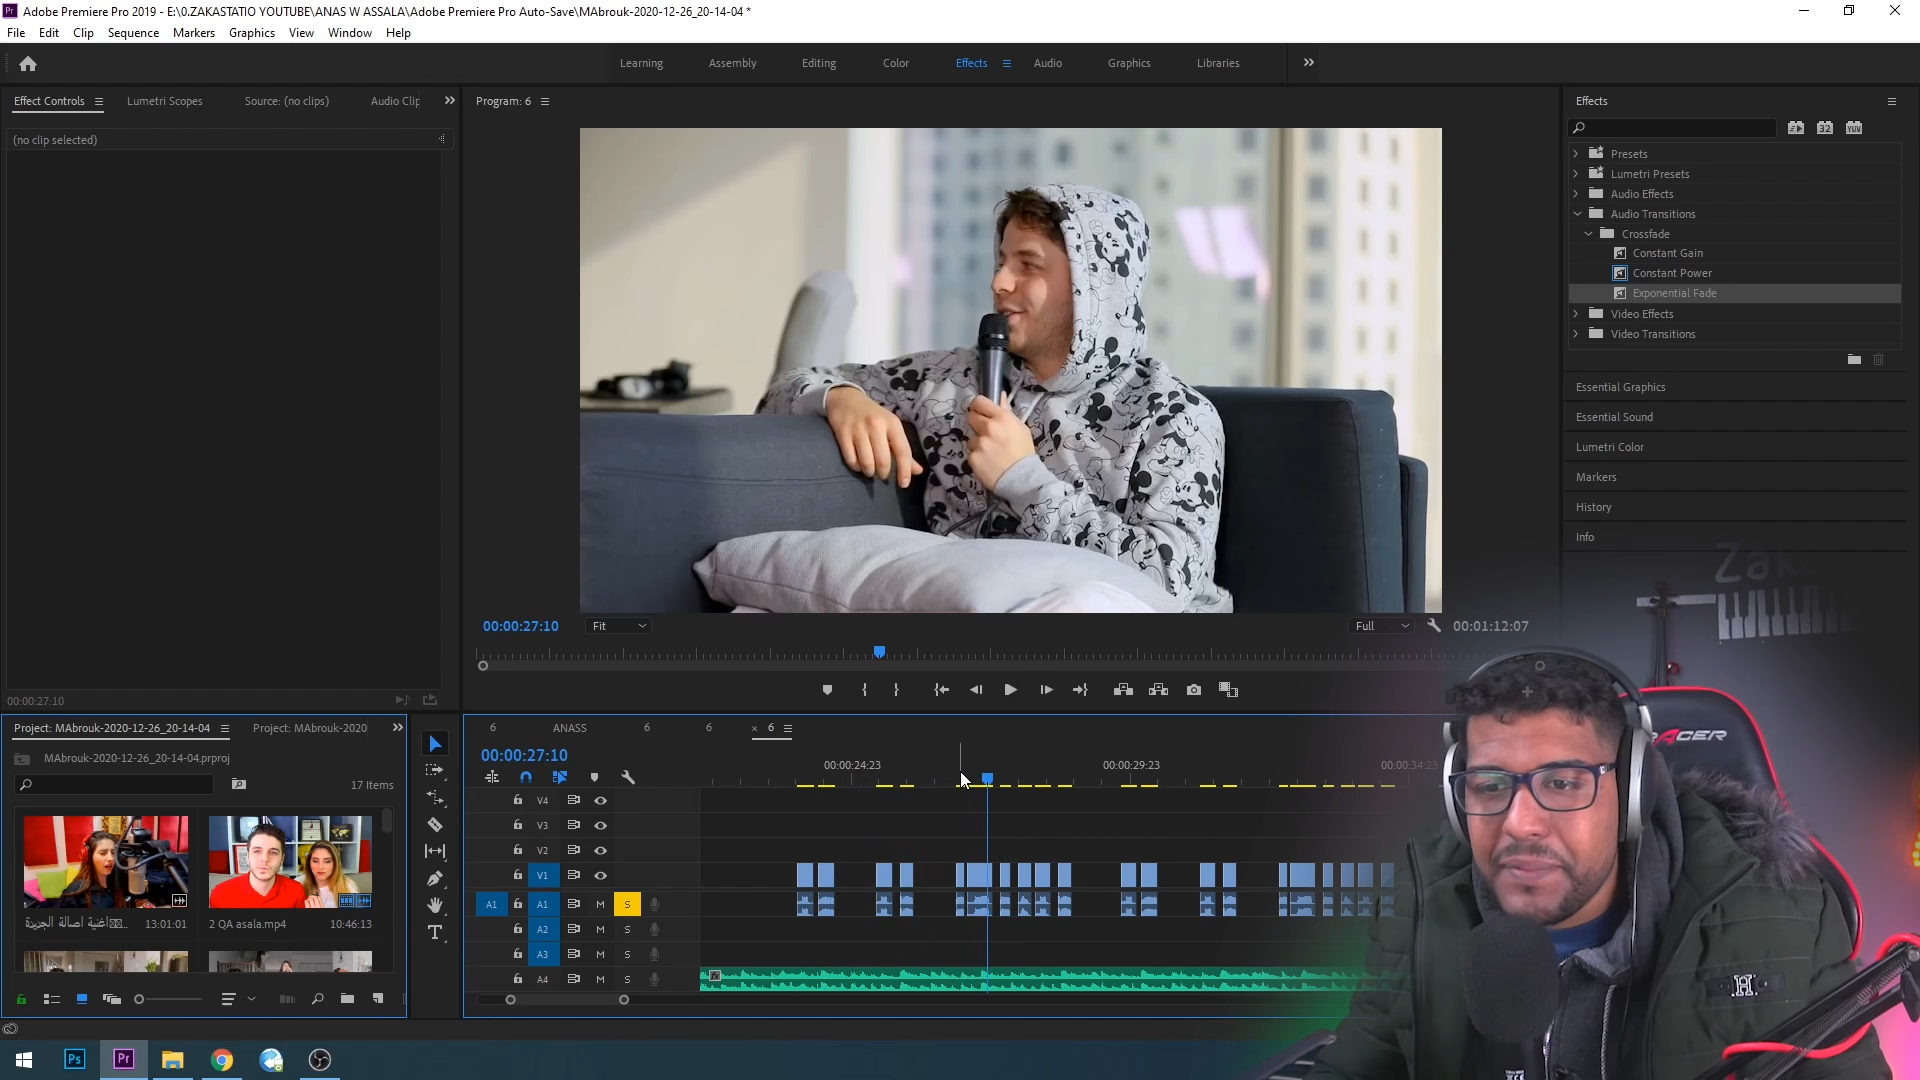 Adobe Premiere Pro 2019 - E:\0.ZAKASTATIO YOUTUBE\ANAS W ASSALA\Adobe Premiere Pro Auto-Save\MAbrouk-2020-12-26_20-14-04 *
File Edit Clip Sequence Markers Graphics View Window Help
Learning Assembly Editing Color Effects Audio Graphics Libraries
Effect Controls Lumetri Scopes Source: (no clips) Audio Clip
(no clip selected)
00:00:27:10
Program: 6
00:00:27:10 Fit Full 00:01:12:07
Effects
Presets
Lumetri Presets
Audio Effects
Audio Transitions
Crossfade
Constant Gain
Constant Power
Exponential Fade
Video Effects
Video Transitions
Essential Graphics
Essential Sound
Lumetri Color
Markers
History
Info
Zaka
RACER
H
Project: MAbrouk-2020-12-26_20-14-04 Project: MAbrouk-2020
MAbrouk-2020-12-26_20-14-04.prproj
17 Items
اغنية اصالة الجديدة 13:01:01
2 QA asala.mp4 10:46:13
6 ANASS 6 6 × 6
00:00:27:10
00:00:24:23 00:00:29:23 00:00:34:23
V4
V3
V2
V1
A1 A1 M S
A2 M S
A3 M S
A4 M S
fx
Ps Pr